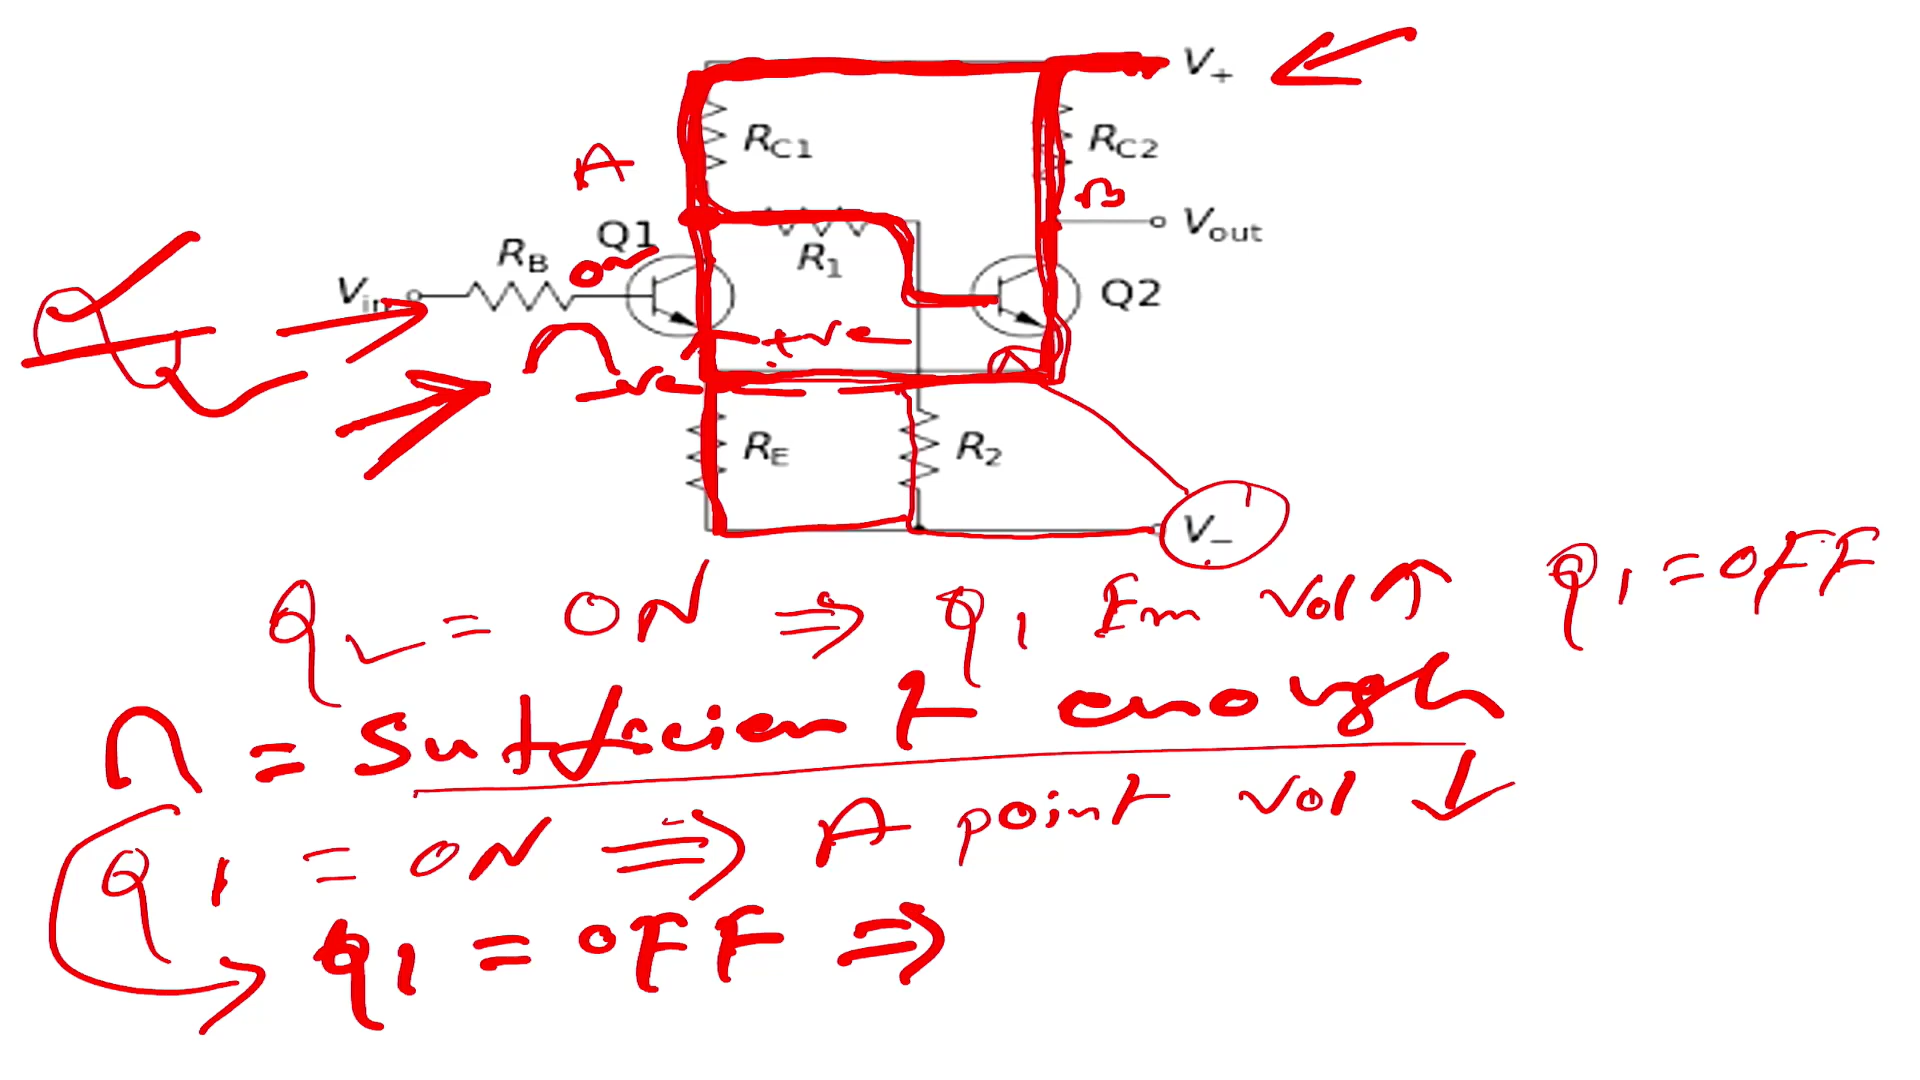 V+
RC1
RC2
A
B
Vout
Q1
RB
R1
on
Vin
Q2
+ve
-ve
RE
R2
V−
Q2 = ON ⇒ Q1 Em Vol ↑ Q1 = OFF
∩ = Sufficient enough
Q1 = ON ⇒ A point vol ↓
Q1 = OFF ⇒